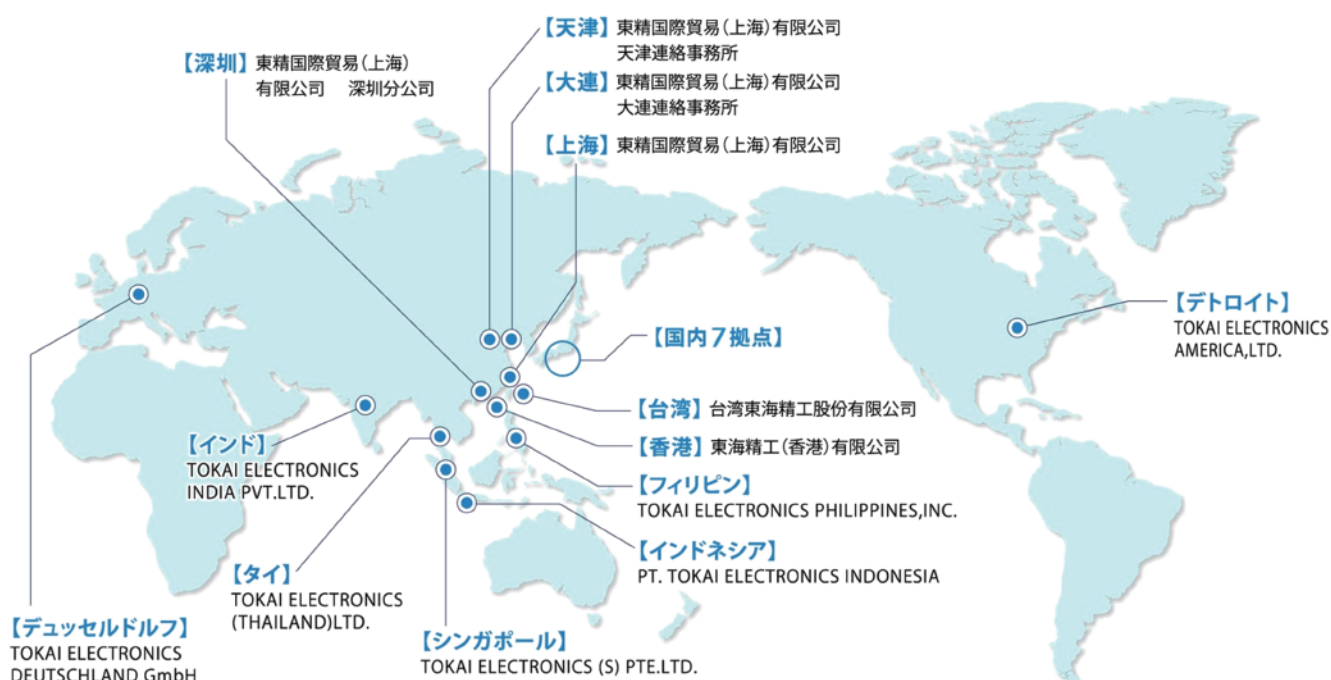 【天津】東精国際貿易(上海)有限公司
天津連絡事務所
【深圳】東精国際貿易(上海)
有限公司 深圳分公司
【大連】東精国際貿易(上海)有限公司
大連連絡事務所
【上海】東精国際貿易(上海)有限公司
【デトロイト】
TOKAI ELECTRONICS
AMERICA,LTD.
【国内7拠点】
【台湾】台湾東海精工股份有限公司
【香港】東海精工(香港)有限公司
【インド】
TOKAI ELECTRONICS
INDIA PVT.LTD.
【フィリピン】
TOKAI ELECTRONICS PHILIPPINES,INC.
【インドネシア】
PT. TOKAI ELECTRONICS INDONESIA
【タイ】
TOKAI ELECTRONICS
(THAILAND)LTD.
【デュッセルドルフ】
TOKAI ELECTRONICS
DEUTSCHLAND GmbH
【シンガポール】
TOKAI ELECTRONICS (S) PTE.LTD.